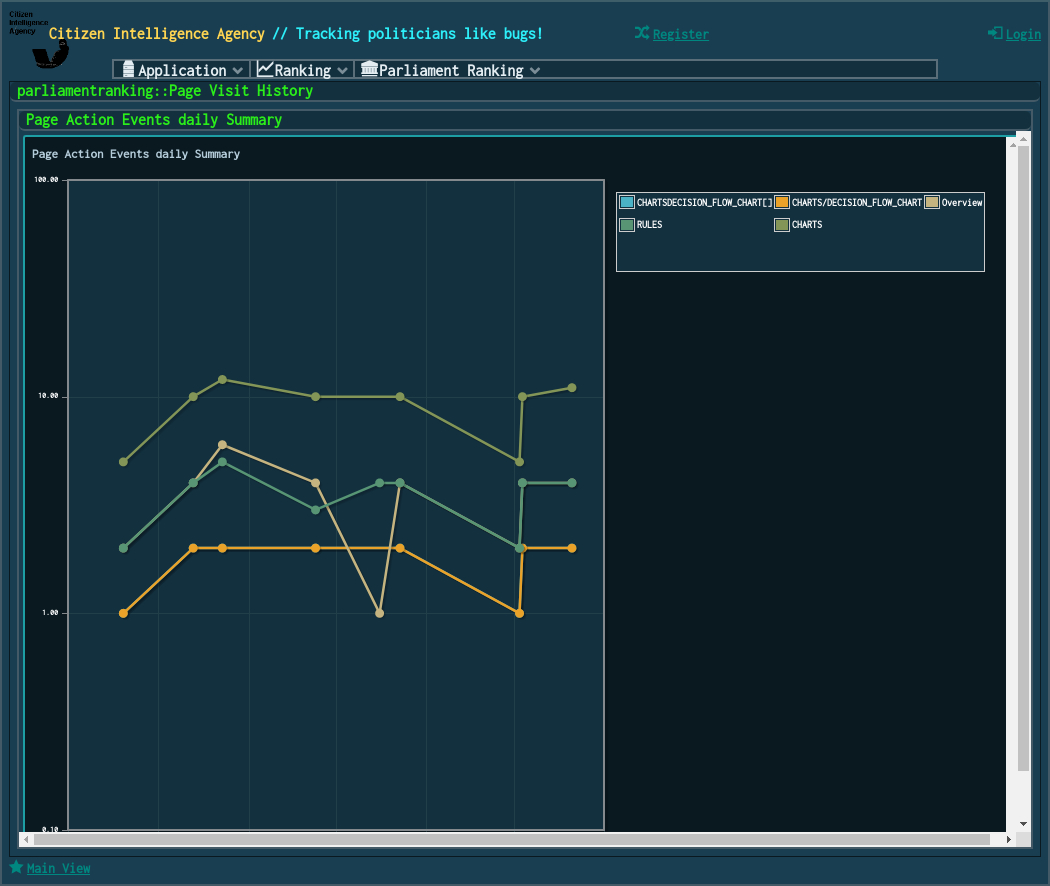 Citizen
Intelligence
Agency
Citizen Intelligence Agency // Tracking politicians like bugs!
Register
Login
Application
Ranking
Parliament Ranking
parliamentranking::Page Visit History
Page Action Events daily Summary
Page Action Events daily Summary
100.00
10.00
1.00
0.10
CHARTSDECISION_FLOW_CHART[]
CHARTS/DECISION_FLOW_CHART
Overview
RULES
CHARTS
Main View